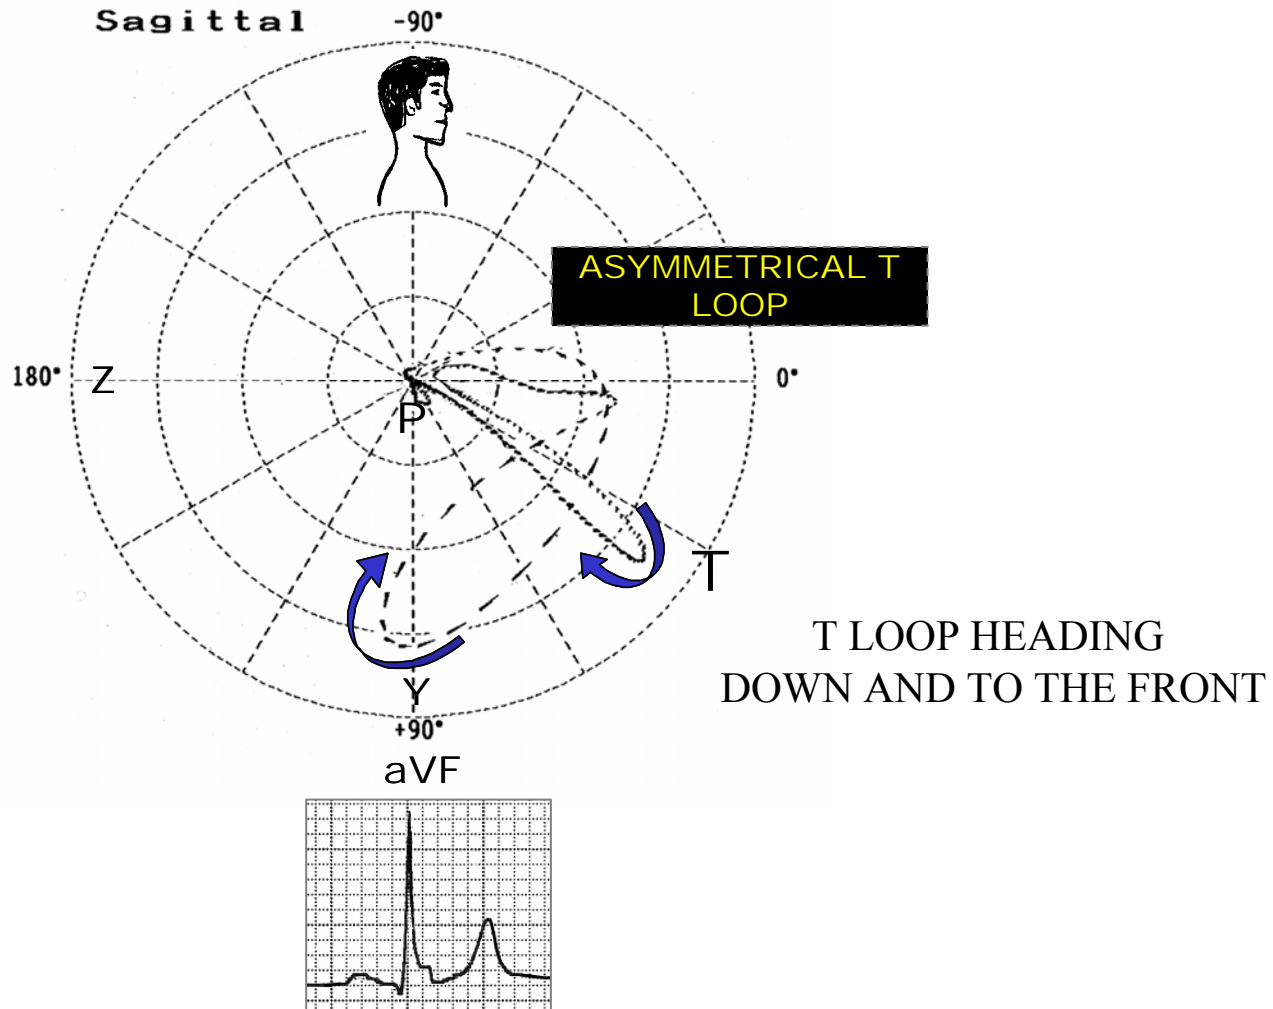 Sagittal
-90°
ASYMMETRICAL T
LOOP
180°
Z
0°
P
T
T LOOP HEADING
DOWN AND TO THE FRONT
Y
+90°
aVF